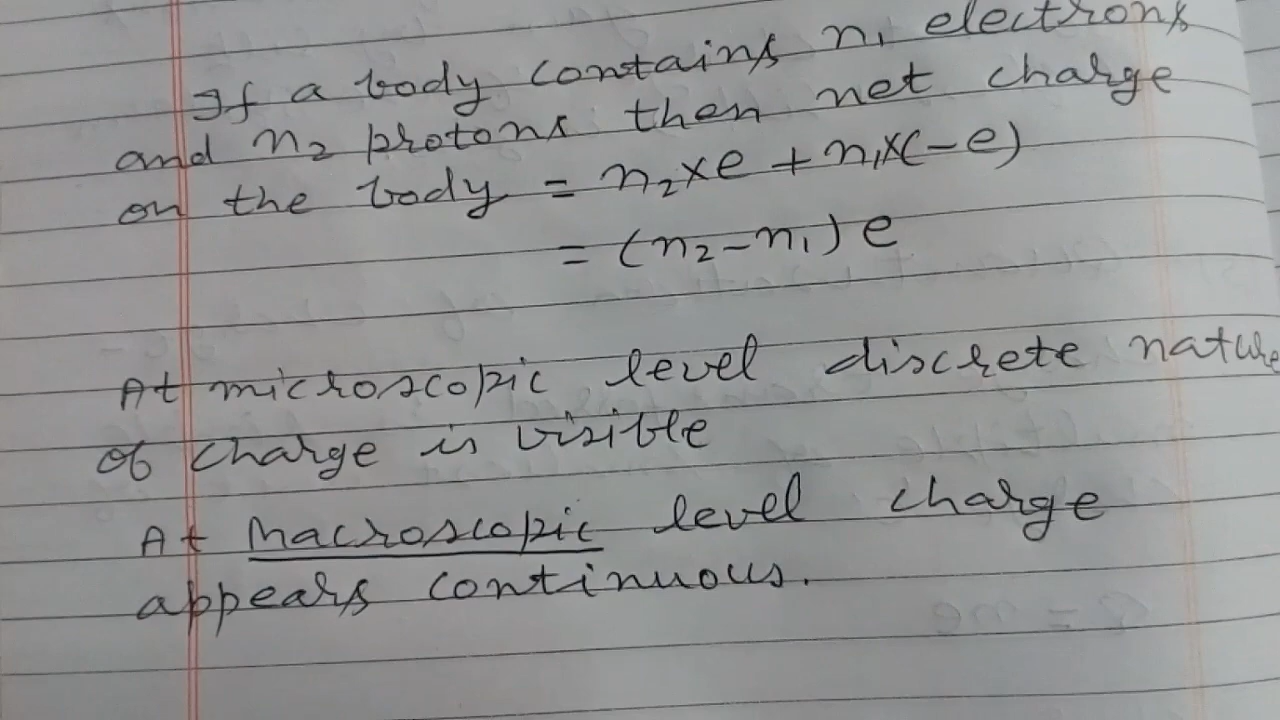 If a body contains n₁ electrons
and n₂ protons then net charge
on the body = n₂×e + n₁×(-e)
= (n₂-n₁) e
At microscopic level discrete nature
of charge is visible
At macroscopic level charge
appears continuous.